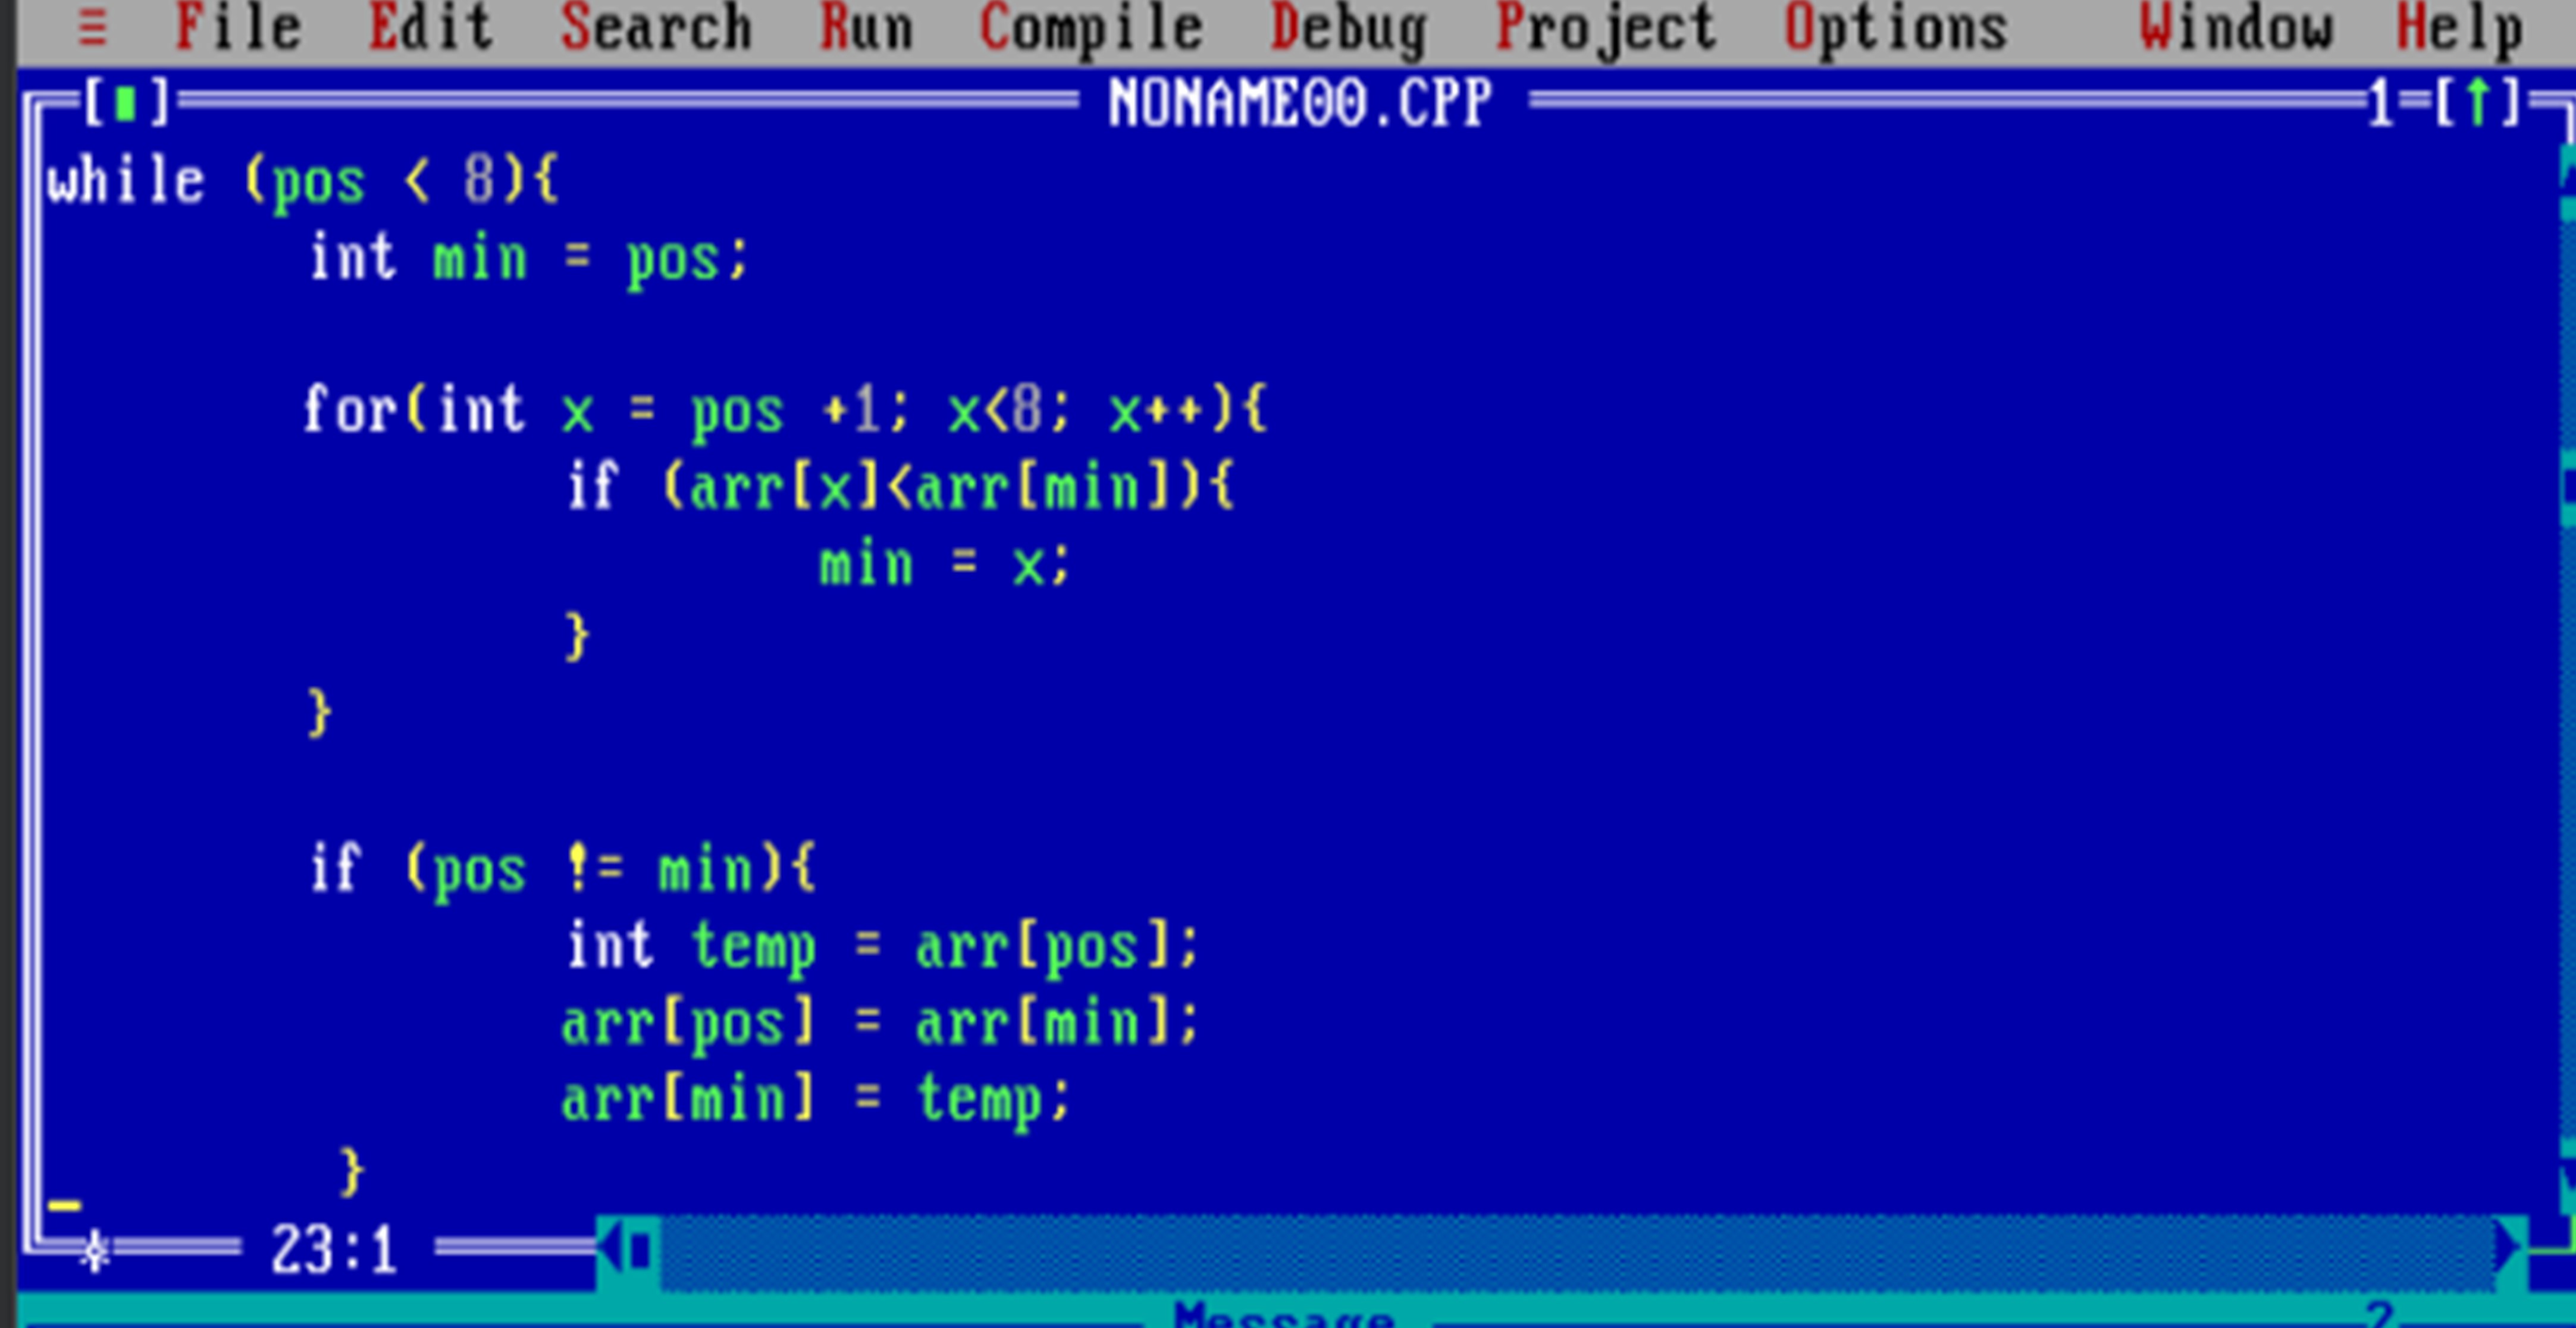 ≡ File Edit Search Run Compile Debug Project Options Window Help
[■] NONAME00.CPP 1=[↑]
while (pos < 8){
int min = pos;
for(int x = pos +1; x<8; x++){
if (arr[x]<arr[min]){
min = x;
}
}
if (pos != min){
int temp = arr[pos];
arr[pos] = arr[min];
arr[min] = temp;
}
23:1
Message 2